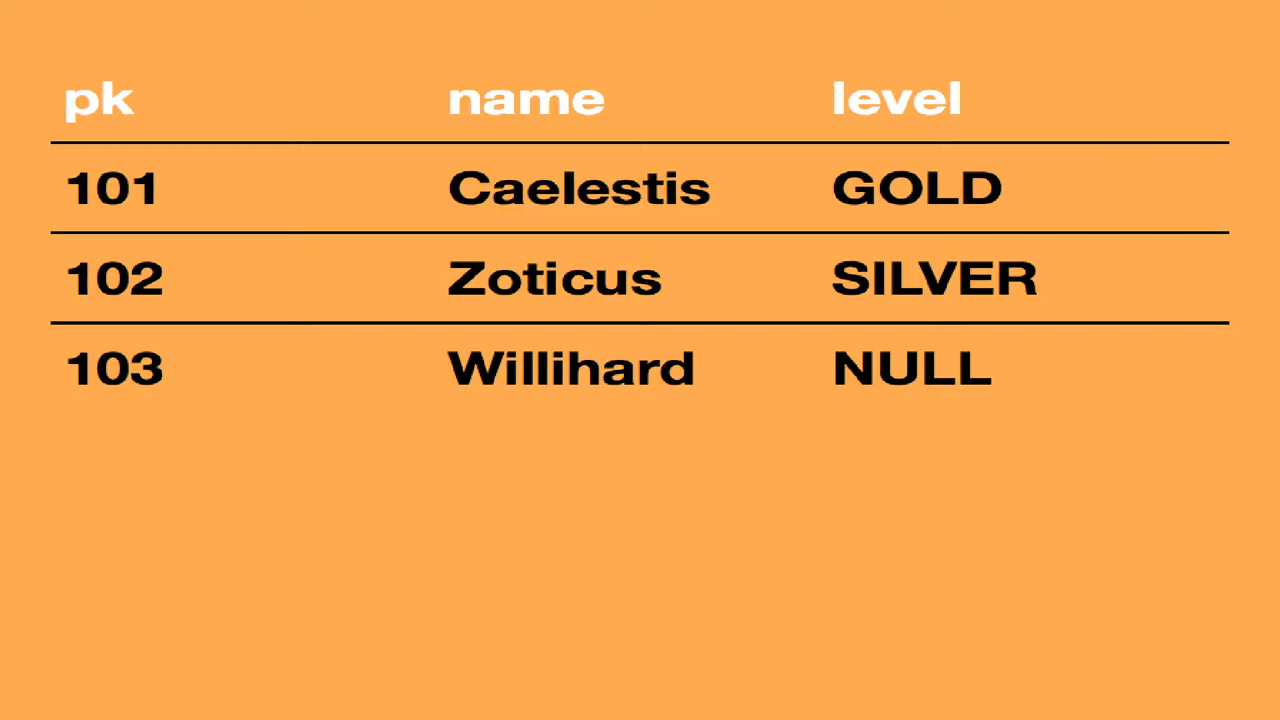 pk name level
101 Caelestis GOLD
102 Zoticus SILVER
103 Willihard NULL